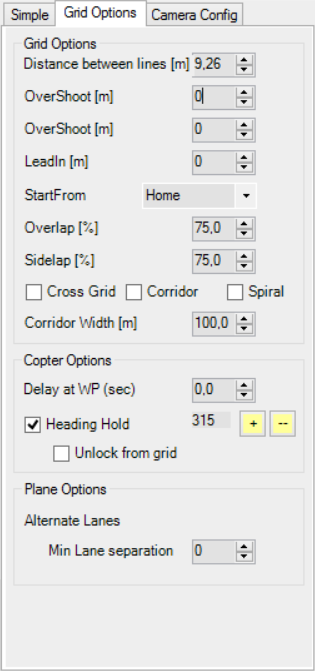 Simple Grid Options Camera Config
Grid Options
Distance between lines [m] 9,26
OverShoot [m] 0
OverShoot [m] 0
LeadIn [m] 0
StartFrom Home
Overlap [%] 75,0
Sidelap [%] 75,0
Cross Grid Corridor Spiral
Corridor Width [m] 100,0
Copter Options
Delay at WP (sec) 0,0
Heading Hold 315 + --
Unlock from grid
Plane Options
Alternate Lanes
Min Lane separation 0